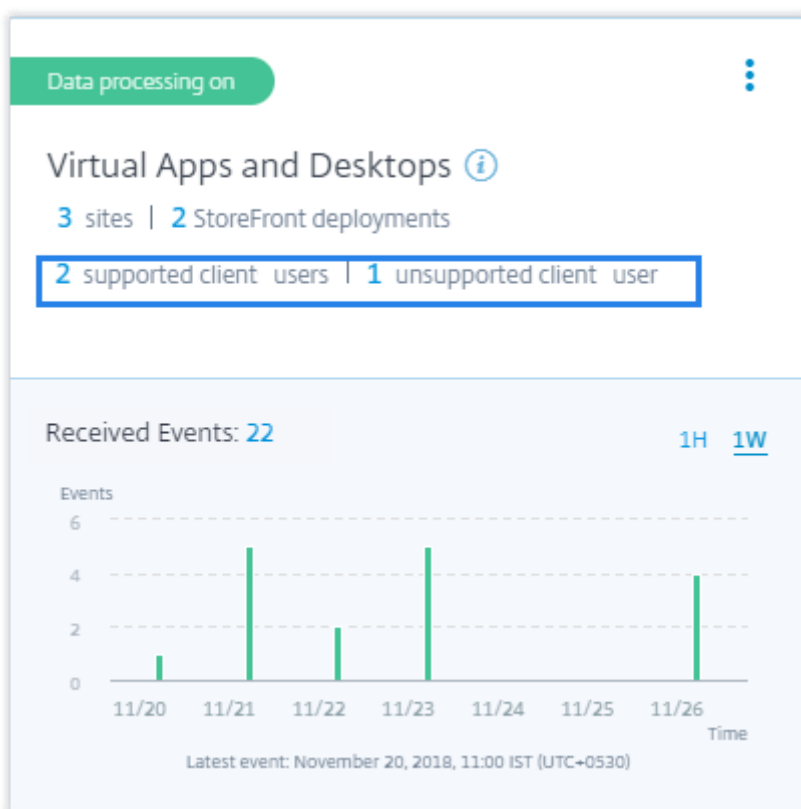 Data processing on
Virtual Apps and Desktops i
3 sites | 2 StoreFront deployments
2 supported client users | 1 unsupported client user
Received Events: 22
1H 1W
Events
6
4
2
0
11/20 11/21 11/22 11/23 11/24 11/25 11/26
Time
Latest event: November 20, 2018, 11:00 IST (UTC+0530)